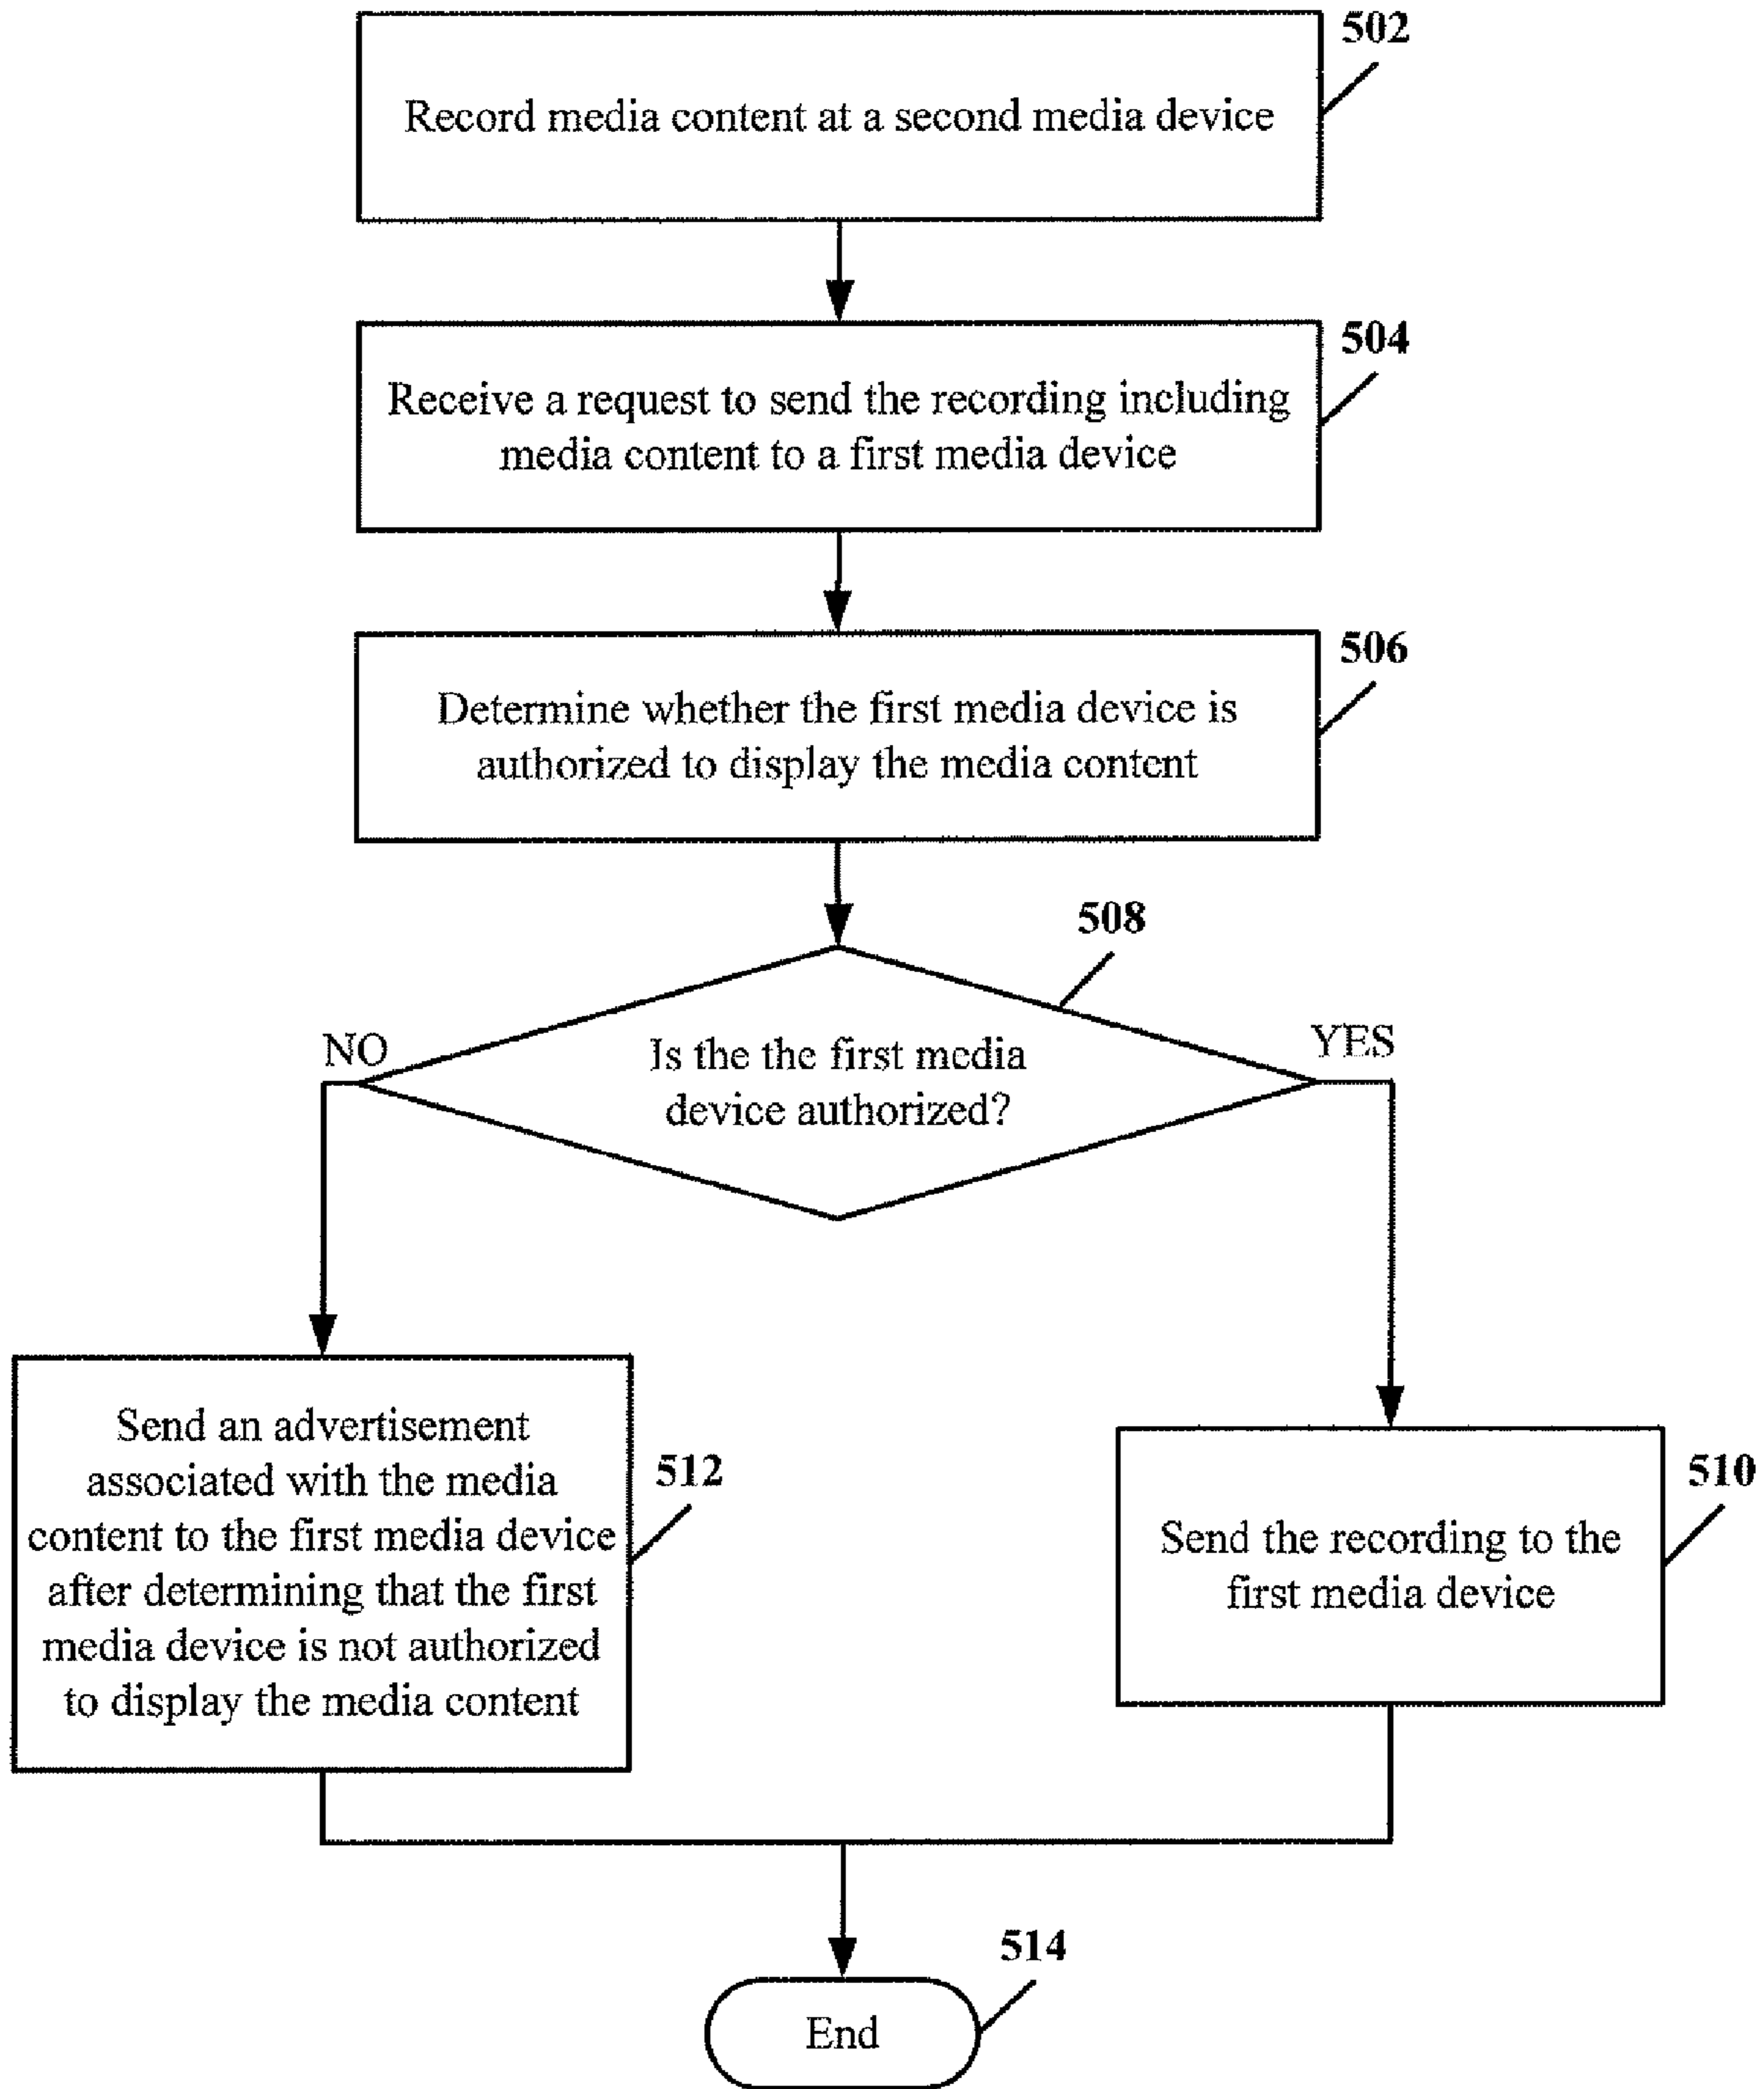 502
Record media content at a second media device
504
Receive a request to send the recording including
media content to a first media device
506
Determine whether the first media device is
authorized to display the media content
508
NO
YES
Is the the first media
device authorized?
Send an advertisement
associated with the media
content to the first media device
after determining that the first
media device is not authorized
to display the media content
512
510
Send the recording to the
first media device
514
End